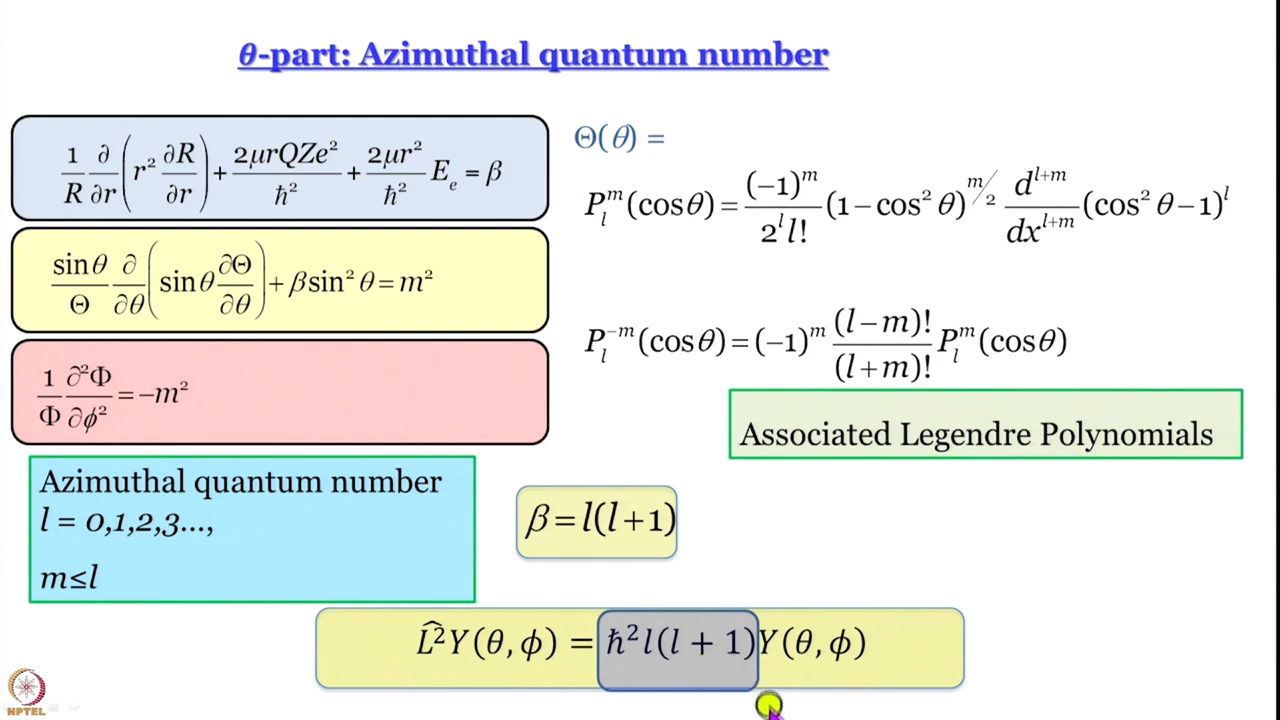 θ-part: Azimuthal quantum number
1/R ∂/∂r (r² ∂R/∂r) + 2μrQZe²/ħ² + 2μr²/ħ² Eₑ = β
sinθ/Θ ∂/∂θ (sinθ ∂Θ/∂θ) + βsin²θ = m²
1/Φ ∂²Φ/∂ϕ² = −m²
Azimuthal quantum number
l = 0,1,2,3...,
m≤l
Θ(θ) =
P_l^m(cosθ) = (−1)^m/(2^l l!) (1−cos²θ)^(m/2) d^(l+m)/dx^(l+m) (cos²θ−1)^l
P_l^(−m)(cosθ) = (−1)^m (l−m)!/(l+m)! P_l^m(cosθ)
Associated Legendre Polynomials
β = l(l+1)
L̂²Y(θ, ϕ) = ħ²l(l + 1)Y(θ, ϕ)
NPTEL